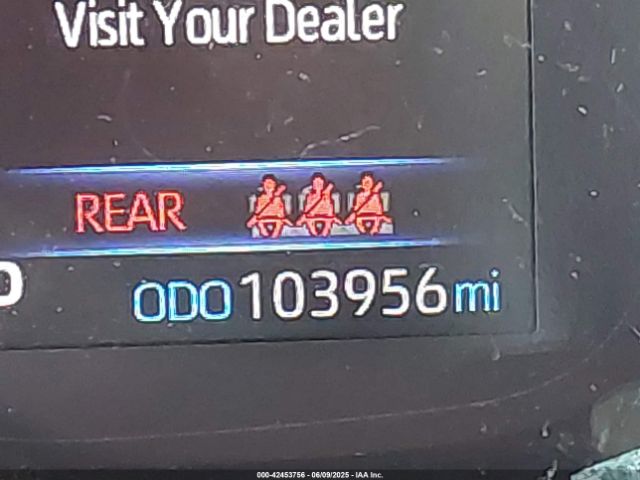 Visit Your Dealer
REAR
ODO 103956 mi
000-42453756 - 06/09/2025 - IAA Inc.